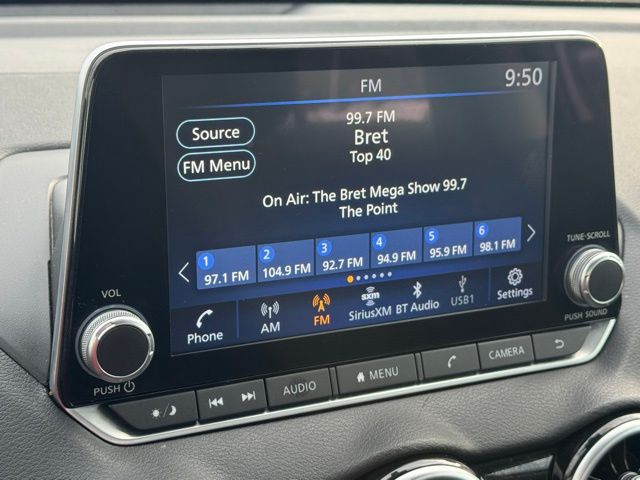 FM 9:50
99.7 FM
Source
Bret
FM Menu
Top 40
On Air: The Bret Mega Show 99.7
The Point
1 2 3 4 5 6
97.1 FM 104.9 FM 92.7 FM 94.9 FM 95.9 FM 98.1 FM
Phone AM FM SiriusXM BT Audio USB1 Settings
sxm
VOL
PUSH
TUNE·SCROLL
PUSH SOUND
AUDIO MENU CAMERA